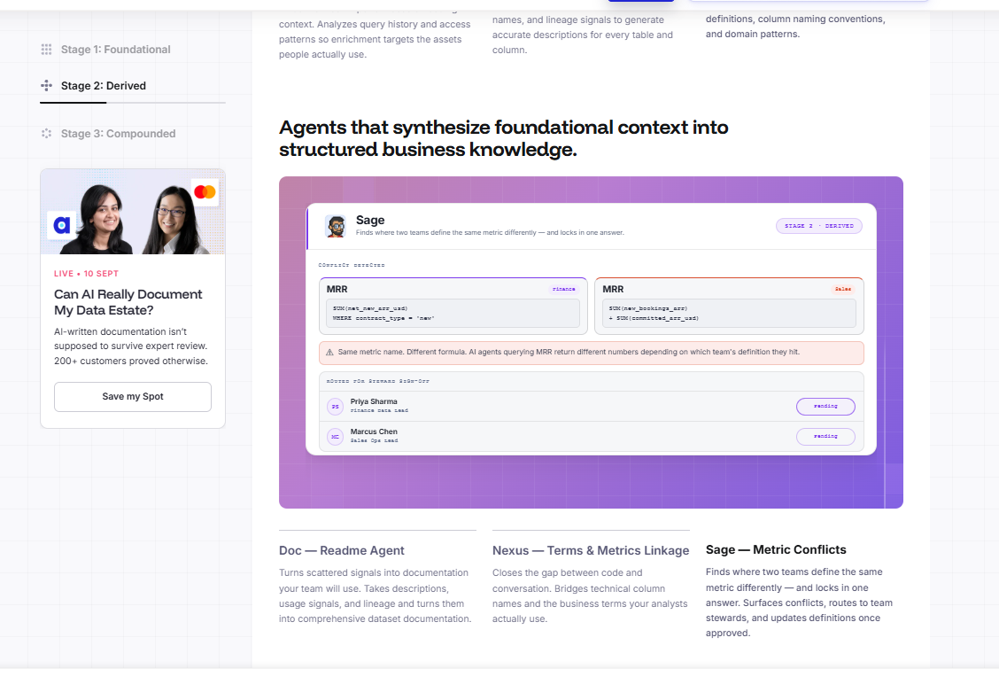 context. Analyzes query history and access
patterns so enrichment targets the assets
people actually use.
names, and lineage signals to generate
accurate descriptions for every table and
column.
definitions, column naming conventions,
and domain patterns.
Stage 1: Foundational
Stage 2: Derived
Stage 3: Compounded
LIVE • 10 SEPT
Can AI Really Document
My Data Estate?
AI-written documentation isn't
supposed to survive expert review.
200+ customers proved otherwise.
Save my Spot
Agents that synthesize foundational context into
structured business knowledge.
Sage
Finds where two teams define the same metric differently — and locks in one answer.
STAGE 2 · DERIVED
CONFLICT DETECTED
MRR
Finance
SUM(net_new_arr_usd)
WHERE contract_type = 'new'
MRR
Sales
SUM(new_bookings_arr)
+ SUM(committed_arr_usd)
⚠ Same metric name. Different formula. AI agents querying MRR return different numbers depending on which team's definition they hit.
ROUTED FOR STEWARD SIGN-OFF
PS
Priya Sharma
Finance Data Lead
Pending
MC
Marcus Chen
Sales Ops Lead
Pending
Doc — Readme Agent
Turns scattered signals into documentation
your team will use. Takes descriptions,
usage signals, and lineage and turns them
into comprehensive dataset documentation.
Nexus — Terms & Metrics Linkage
Closes the gap between code and
conversation. Bridges technical column
names and the business terms your analysts
actually use.
Sage — Metric Conflicts
Finds where two teams define the same
metric differently — and locks in one
answer. Surfaces conflicts, routes to team
stewards, and updates definitions once
approved.